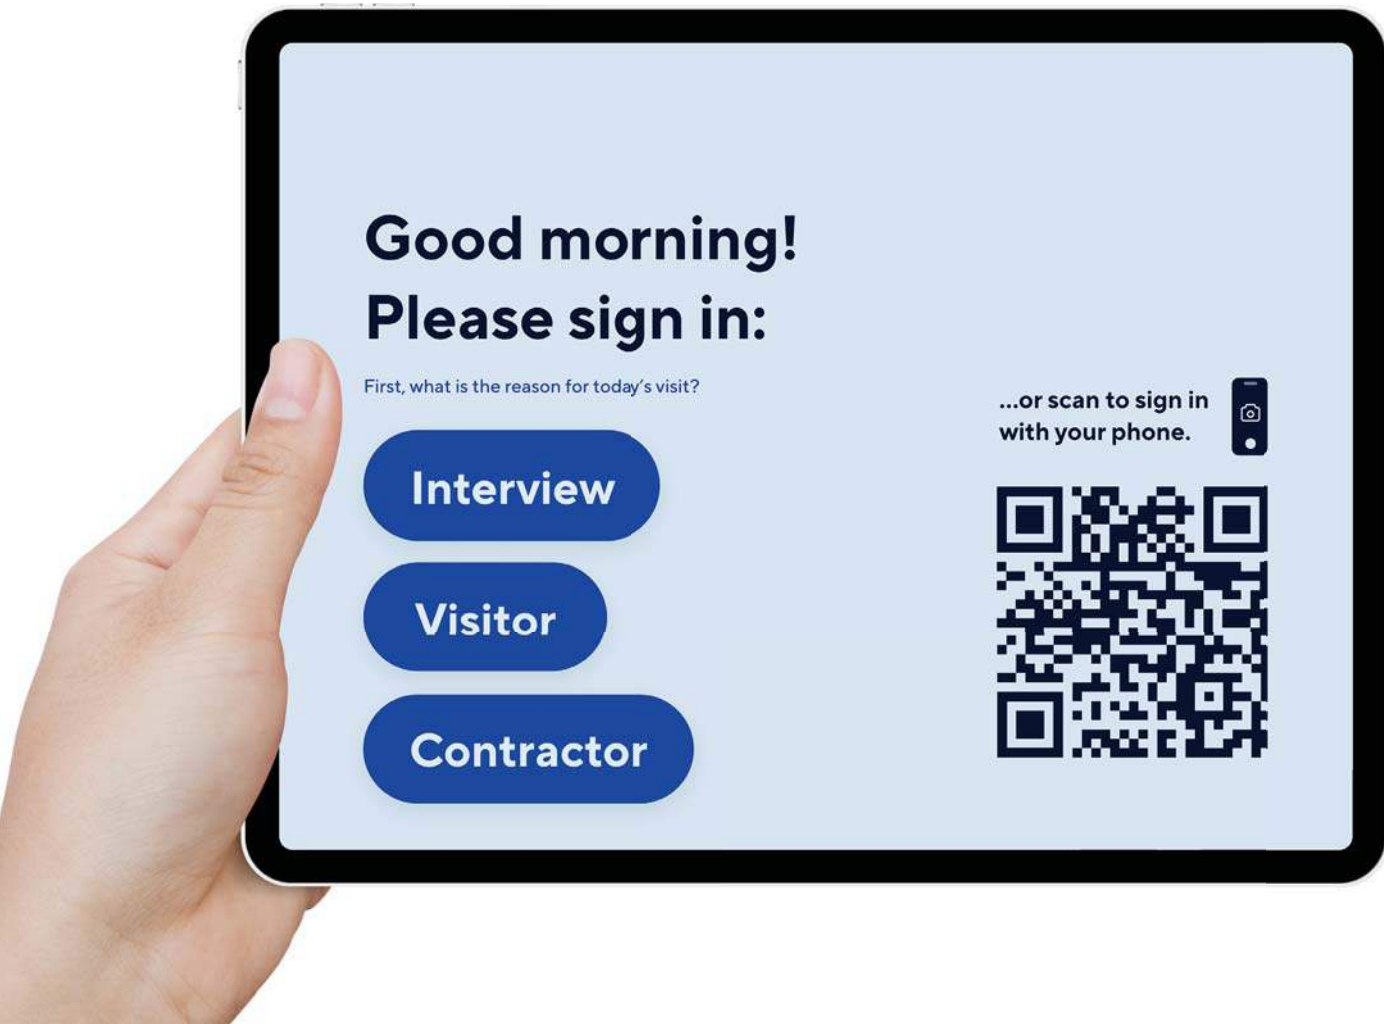 Good morning!
Please sign in:
First, what is the reason for today's visit?
Interview
Visitor
Contractor
...or scan to sign in
with your phone.